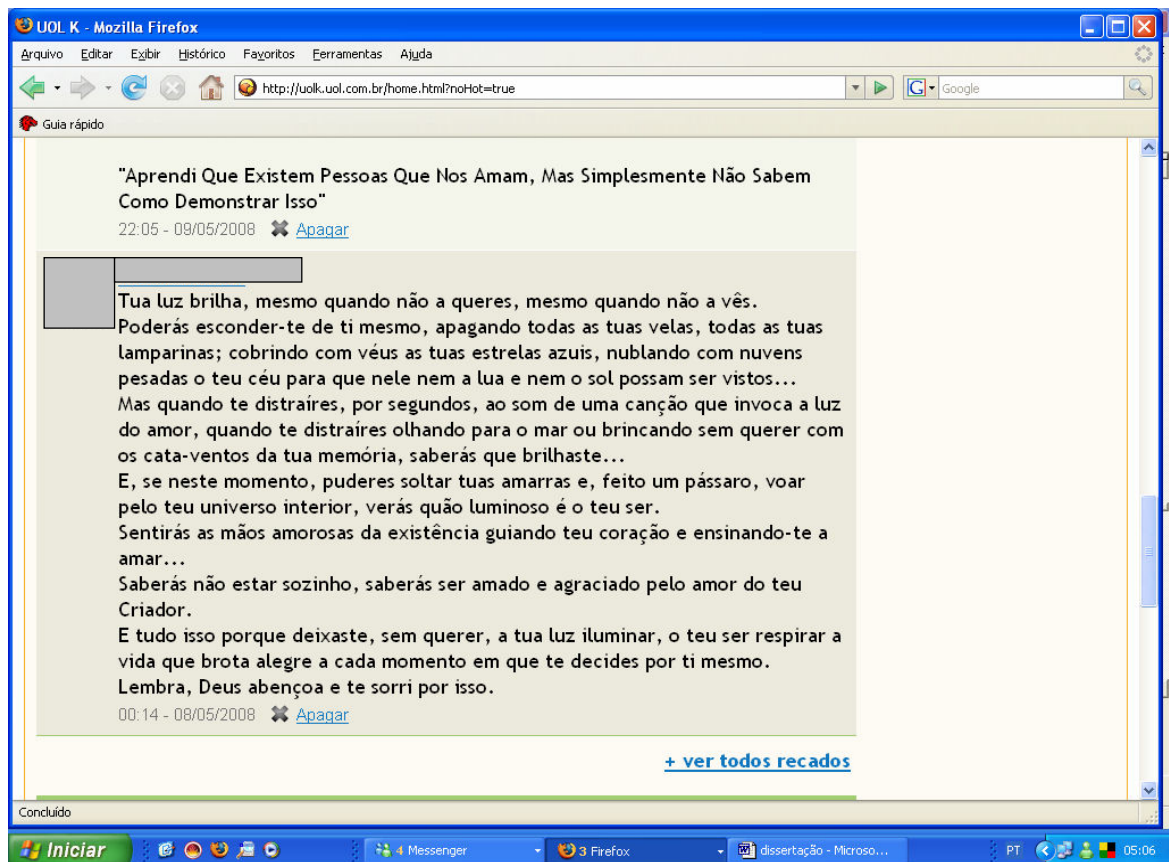 UOL K - Mozilla Firefox
Arquivo Editar Exibir Histórico Favoritos Ferramentas Ajuda
http://uolk.uol.com.br/home.html?noHot=true
G Google
Guia rápido
"Aprendi Que Existem Pessoas Que Nos Amam, Mas Simplesmente Não Sabem
Como Demonstrar Isso"
22:05 - 09/05/2008 Apagar
Tua luz brilha, mesmo quando não a queres, mesmo quando não a vês.
Poderás esconder-te de ti mesmo, apagando todas as tuas velas, todas as tuas
lamparinas; cobrindo com véus as tuas estrelas azuis, nublando com nuvens
pesadas o teu céu para que nele nem a lua e nem o sol possam ser vistos...
Mas quando te distraíres, por segundos, ao som de uma canção que invoca a luz
do amor, quando te distraíres olhando para o mar ou brincando sem querer com
os cata-ventos da tua memória, saberás que brilhaste...
E, se neste momento, puderes soltar tuas amarras e, feito um pássaro, voar
pelo teu universo interior, verás quão luminoso é o teu ser.
Sentirás as mãos amorosas da existência guiando teu coração e ensinando-te a
amar...
Saberás não estar sozinho, saberás ser amado e agraciado pelo amor do teu
Criador.
E tudo isso porque deixaste, sem querer, a tua luz iluminar, o teu ser respirar a
vida que brota alegre a cada momento em que te decides por ti mesmo.
Lembra, Deus abençoa e te sorri por isso.
00:14 - 08/05/2008 Apagar
+ ver todos recados
Concluído
Iniciar 4 Messenger 3 Firefox dissertação - Microso... PT 05:06